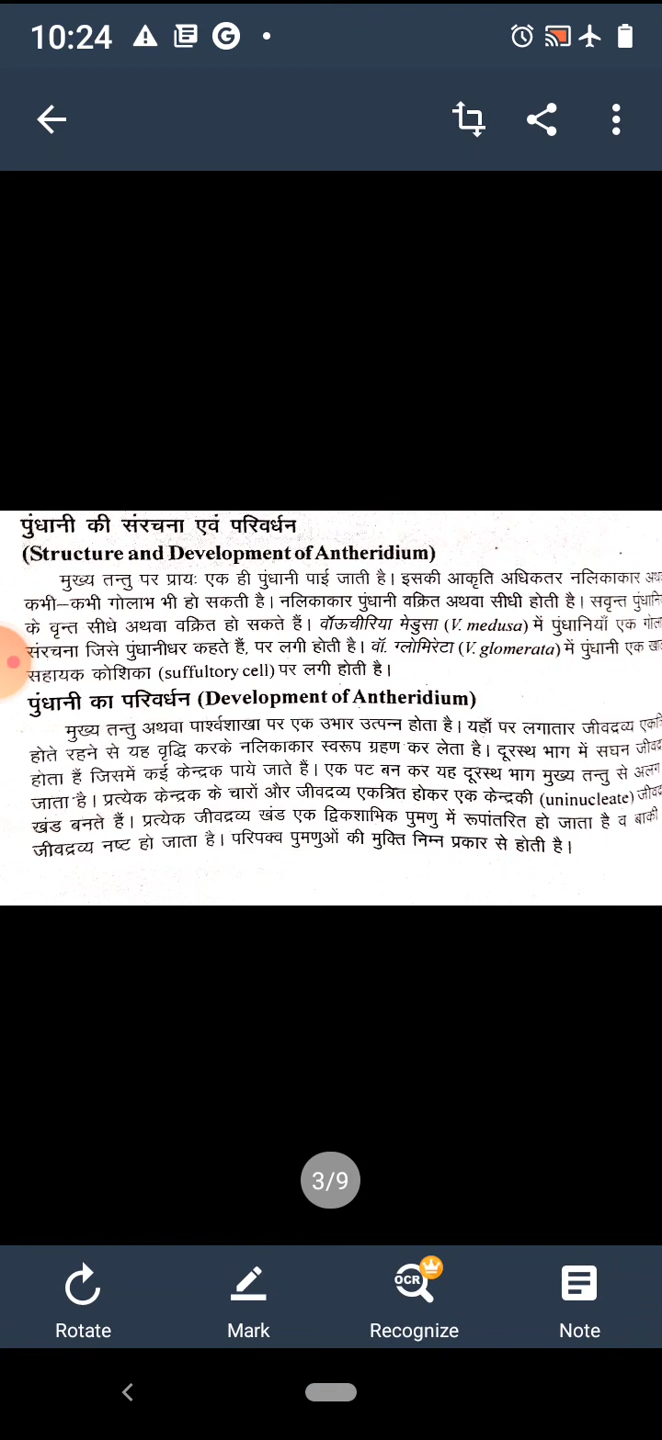 10:24
पुंधानी की संरचना एवं परिवर्धन
(Structure and Development of Antheridium)
मुख्य तन्तु पर प्रायः एक ही पुंधानी पाई जाती है। इसकी आकृति अधिकतर नलिकाकार
कभी–कभी गोलाभ भी हो सकती है। नलिकाकार पुंधानी वक्रित अथवा सीधी होती है। सवृन्त
के वृन्त सीधे अथवा वक्रित हो सकते हैं। वॉऊचीरिया मेडुसा (V. medusa) में पुंधानियाँ एक
संरचना जिसे पुंधानीधर कहते हैं, पर लगी होती है। वॉ. ग्लोमिरेटा (V. glomerata) में पुंधानी एक
सहायक कोशिका (suffultory cell) पर लगी होती है।
पुंधानी का परिवर्धन (Development of Antheridium)
मुख्य तन्तु अथवा पार्श्वशाखा पर एक उभार उत्पन्न होता है। यहाँ पर लगातार जीवद्रव्य
होते रहने से यह वृद्धि करके नलिकाकार स्वरूप ग्रहण कर लेता है। दूरस्थ भाग में सघन
होता हैं जिसमें कई केन्द्रक पाये जाते हैं। एक पट बन कर यह दूरस्थ भाग मुख्य तन्तु से अलग
जाता है। प्रत्येक केन्द्रक के चारों और जीवद्रव्य एकत्रित होकर एक केन्द्रकी (uninucleate)
खंड बनते हैं। प्रत्येक जीवद्रव्य खंड एक द्विकशाभिक पुमणु में रूपांतरित हो जाता है व बाकी
जीवद्रव्य नष्ट हो जाता है। परिपक्व पुमणुओं की मुक्ति निम्न प्रकार से होती है।
3/9
OCR
Rotate Mark Recognize Note